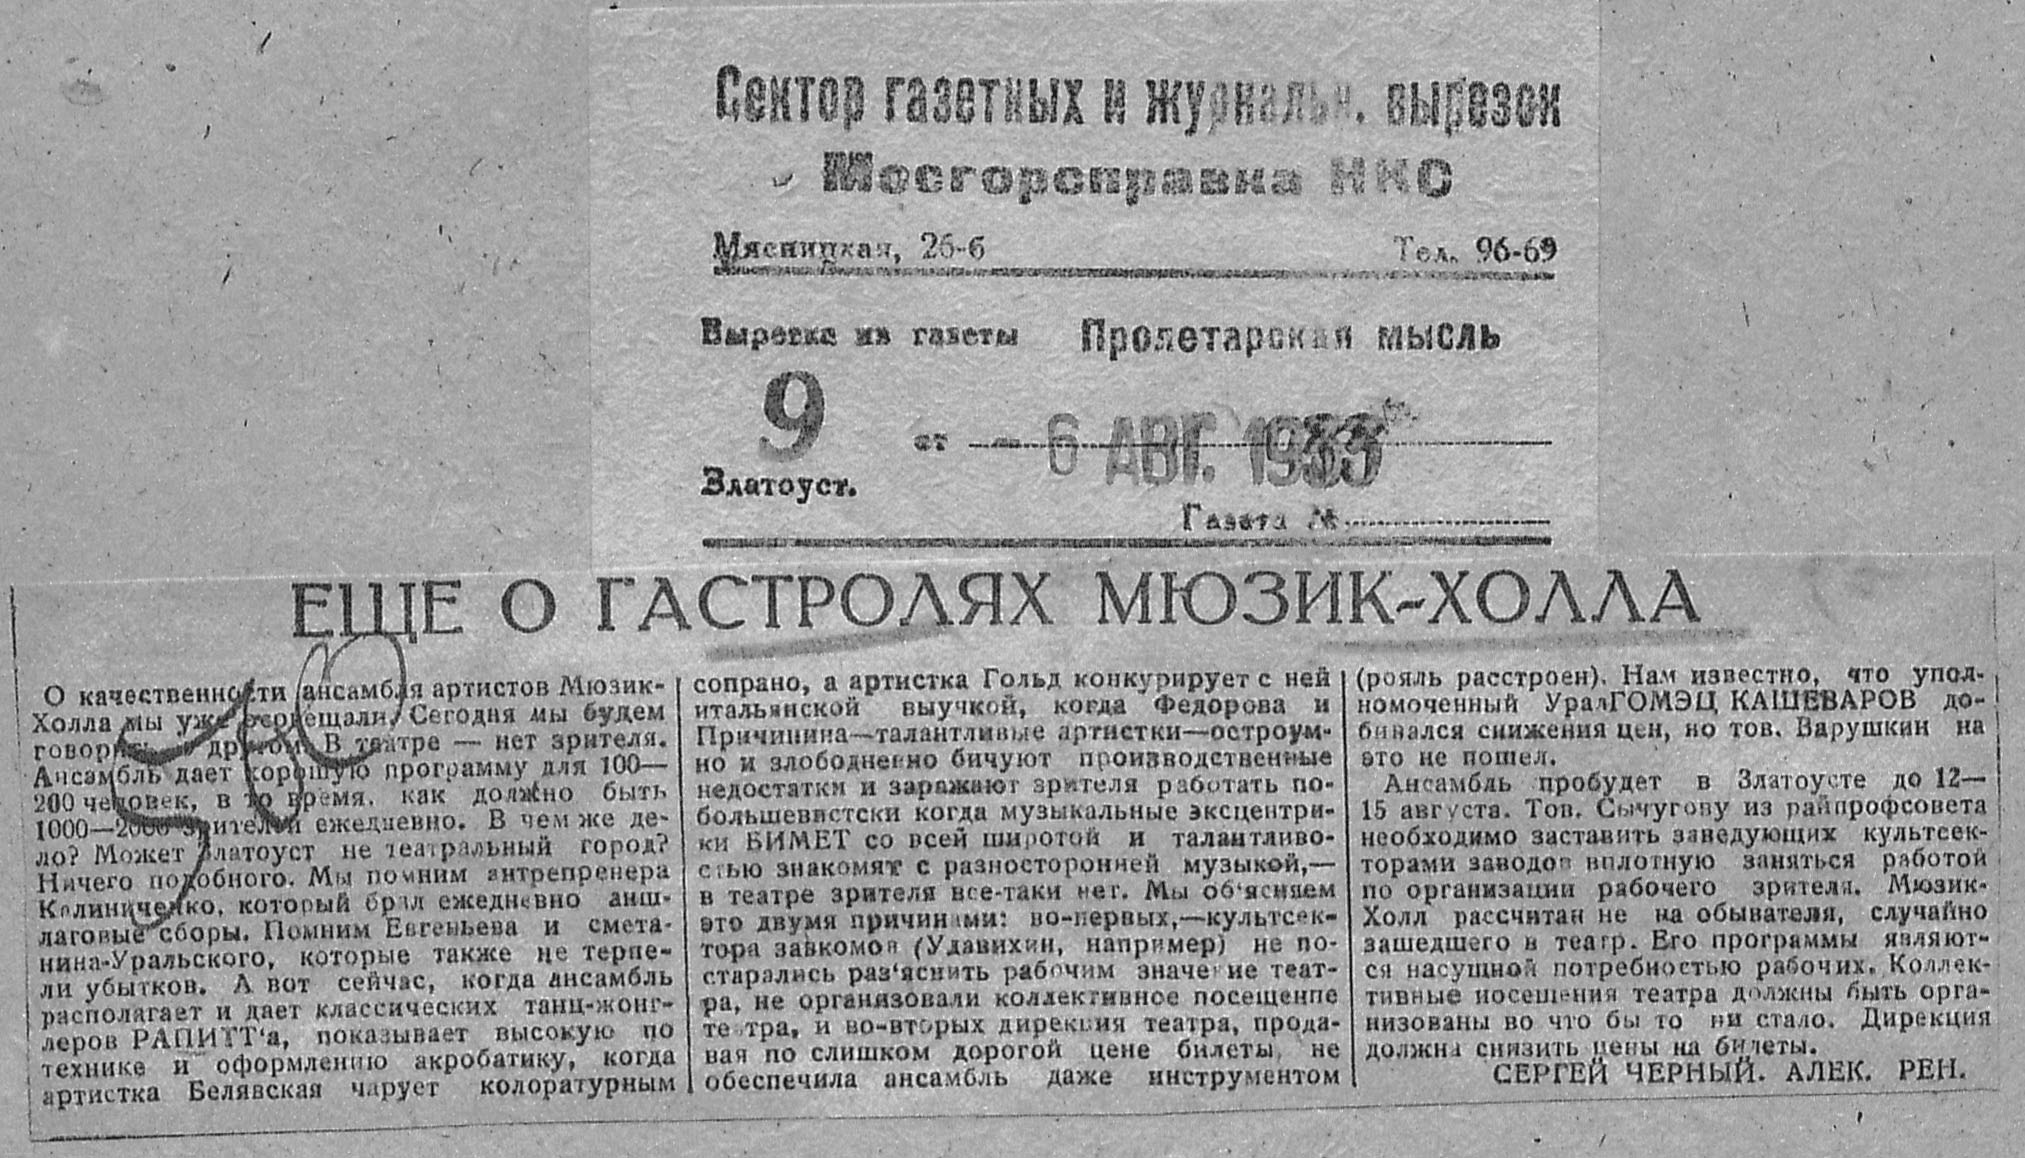 Сектор газетных и журнальн. вырезок
Мосгорсправка НКС
Мясницкая, 26-б Тел. 96-69
Вырезка из газеты Пролетарская мысль
9 от - 6 АВГ. 1933
Златоуст.
Газета №
ЕЩЕ О ГАСТРОЛЯХ МЮЗИК-ХОЛЛА
О качественности ансамбля артистов Мюзик-
Холла мы уже освещали. Сегодня мы будем
говорить о другом. В театре — нет зрителя.
Ансамбль дает хорошую программу для 100—
200 человек, в то время, как должно быть
1000—2000 зрителей ежедневно. В чем же де-
ло? Может Златоуст не театральный город?
Ничего подобного. Мы помним антрепренера
Калиниченко, который брал ежедневно анш-
лаговые сборы. Помним Евгеньева и смета-
нина-Уральского, которые также не терпе-
ли убытков. А вот сейчас, когда ансамбль
располагает и дает классических танц-жонг-
леров РАПИТТ'а, показывает высокую по
технике и оформлению акробатику, когда
артистка Белявская чарует колоратурным
сопрано, а артистка Гольд конкурирует с ней
итальянской выучкой, когда Федорова и
Причинина—талантливые артистки—остроум-
но и злободневно бичуют производственные
недостатки и заражают зрителя работать по-
большевистски когда музыкальные эксцентри-
ки БИМЕТ со всей широтой и талантливо-
стью знакомят с разносторонней музыкой,—
в театре зрителя все-таки нет. Мы об'ясняем
это двумя причинами: во-первых,—культсек-
тора завкомов (Удавихин, например) не по-
старались раз'яснить рабочим значение теат-
ра, не организовали коллективное посещение
театра, и во-вторых дирекция театра, прода-
вая по слишком дорогой цене билеты, не
обеспечила ансамбль даже инструментом
(рояль расстроен). Нам известно, что упол-
номоченный УралГОМЭЦ КАШЕВАРОВ до-
бивался снижения цен, но тов. Варушкин на
это не пошел.
Ансамбль пробудет в Златоусте до 12—
15 августа. Тов. Сычугову из райпрофсовета
необходимо заставить заведующих культсек-
торами заводов вплотную заняться работой
по организации рабочего зрителя. Мюзик-
Холл рассчитан не на обывателя, случайно
зашедшего в театр. Его программы являют-
ся насущной потребностью рабочих. Коллек-
тивные посещения театра должны быть орга-
низованы во что бы то ни стало. Дирекция
должна снизить цены на билеты.
СЕРГЕЙ ЧЕРНЫЙ. АЛЕК. РЕН.